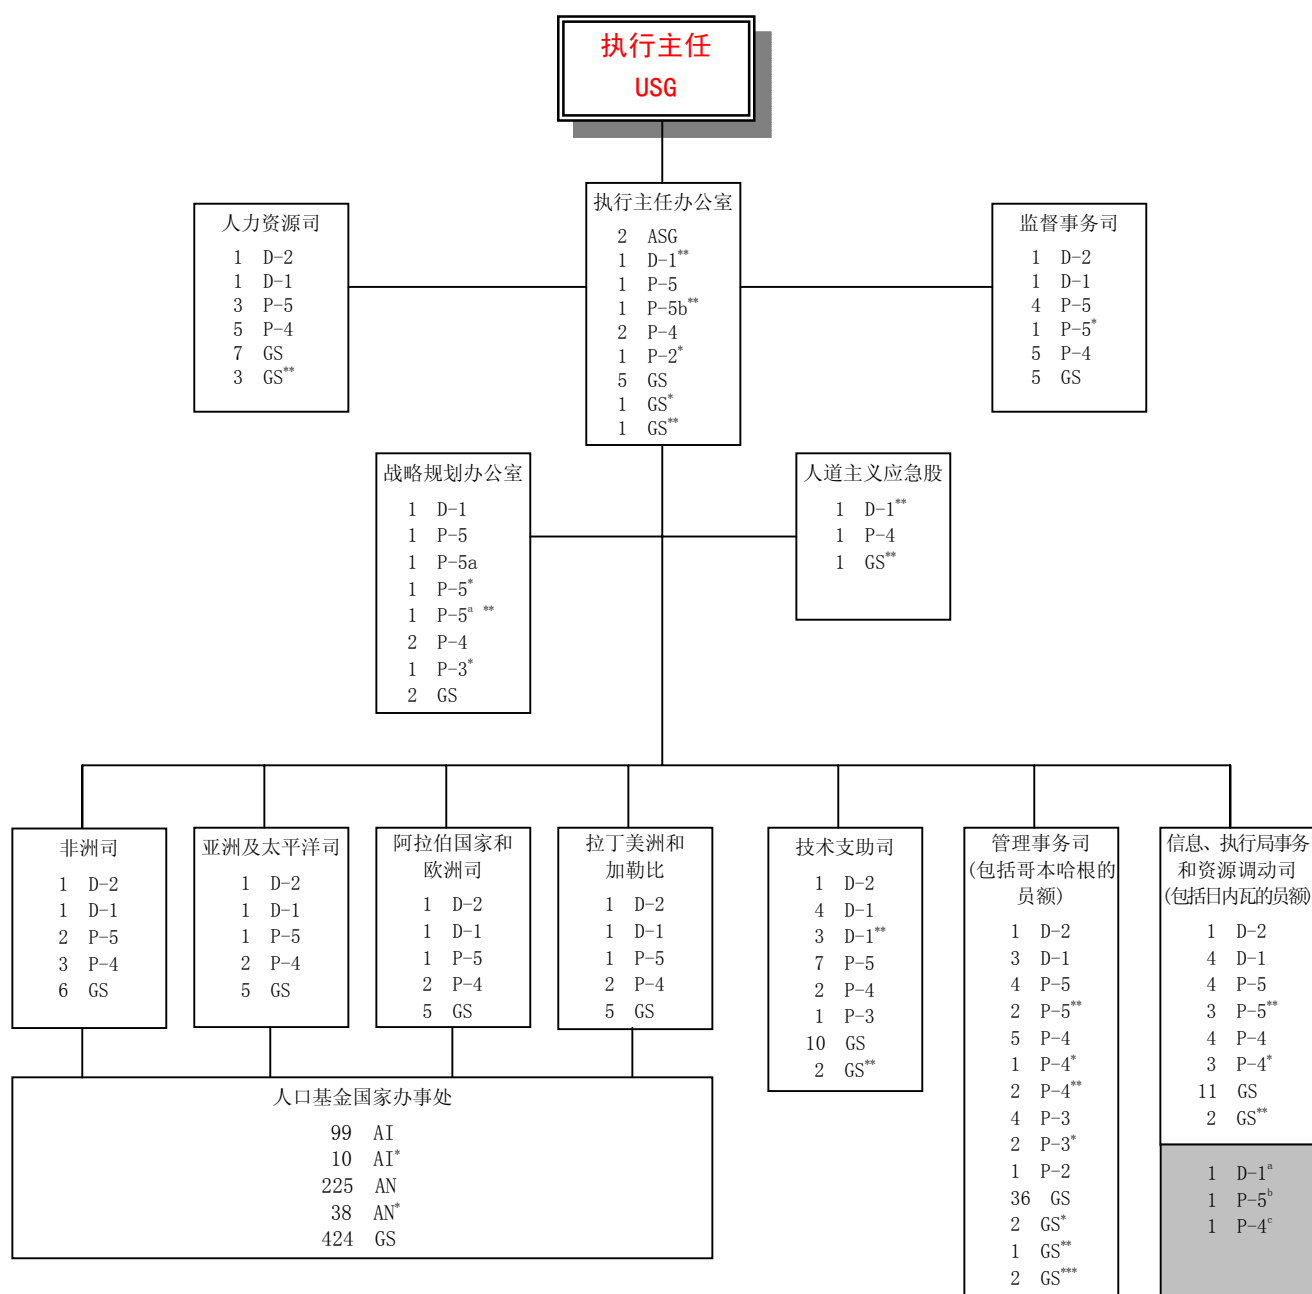 执行主任
USG
执行主任办公室
2 ASG
1 D-1**
1 P-5
1 P-5b**
2 P-4
1 P-2*
5 GS
1 GS*
1 GS**
人力资源司
1 D-2
1 D-1
3 P-5
5 P-4
7 GS
3 GS**
监督事务司
1 D-2
1 D-1
4 P-5
1 P-5*
5 P-4
5 GS
战略规划办公室
1 D-1
1 P-5
1 P-5a
1 P-5*
1 P-5ᵃ **
2 P-4
1 P-3*
2 GS
人道主义应急股
1 D-1**
1 P-4
1 GS**
非洲司
1 D-2
1 D-1
2 P-5
3 P-4
6 GS
亚洲及太平洋司
1 D-2
1 D-1
1 P-5
2 P-4
5 GS
阿拉伯国家和
欧洲司
1 D-2
1 D-1
1 P-5
2 P-4
5 GS
拉丁美洲和
加勒比
1 D-2
1 D-1
1 P-5
2 P-4
5 GS
技术支助司
1 D-2
4 D-1
3 D-1**
7 P-5
2 P-4
1 P-3
10 GS
2 GS**
管理事务司
(包括哥本哈根的
员额)
1 D-2
3 D-1
4 P-5
2 P-5**
5 P-4
1 P-4*
2 P-4**
4 P-3
2 P-3*
1 P-2
36 GS
2 GS*
1 GS**
2 GS***
信息、执行局事务
和资源调动司
(包括日内瓦的员额)
1 D-2
4 D-1
4 P-5
3 P-5**
4 P-4
3 P-4*
11 GS
2 GS**
1 D-1ᵃ
1 P-5ᵇ
1 P-4ᶜ
人口基金国家办事处
99 AI
10 AI*
225 AN
38 AN*
424 GS